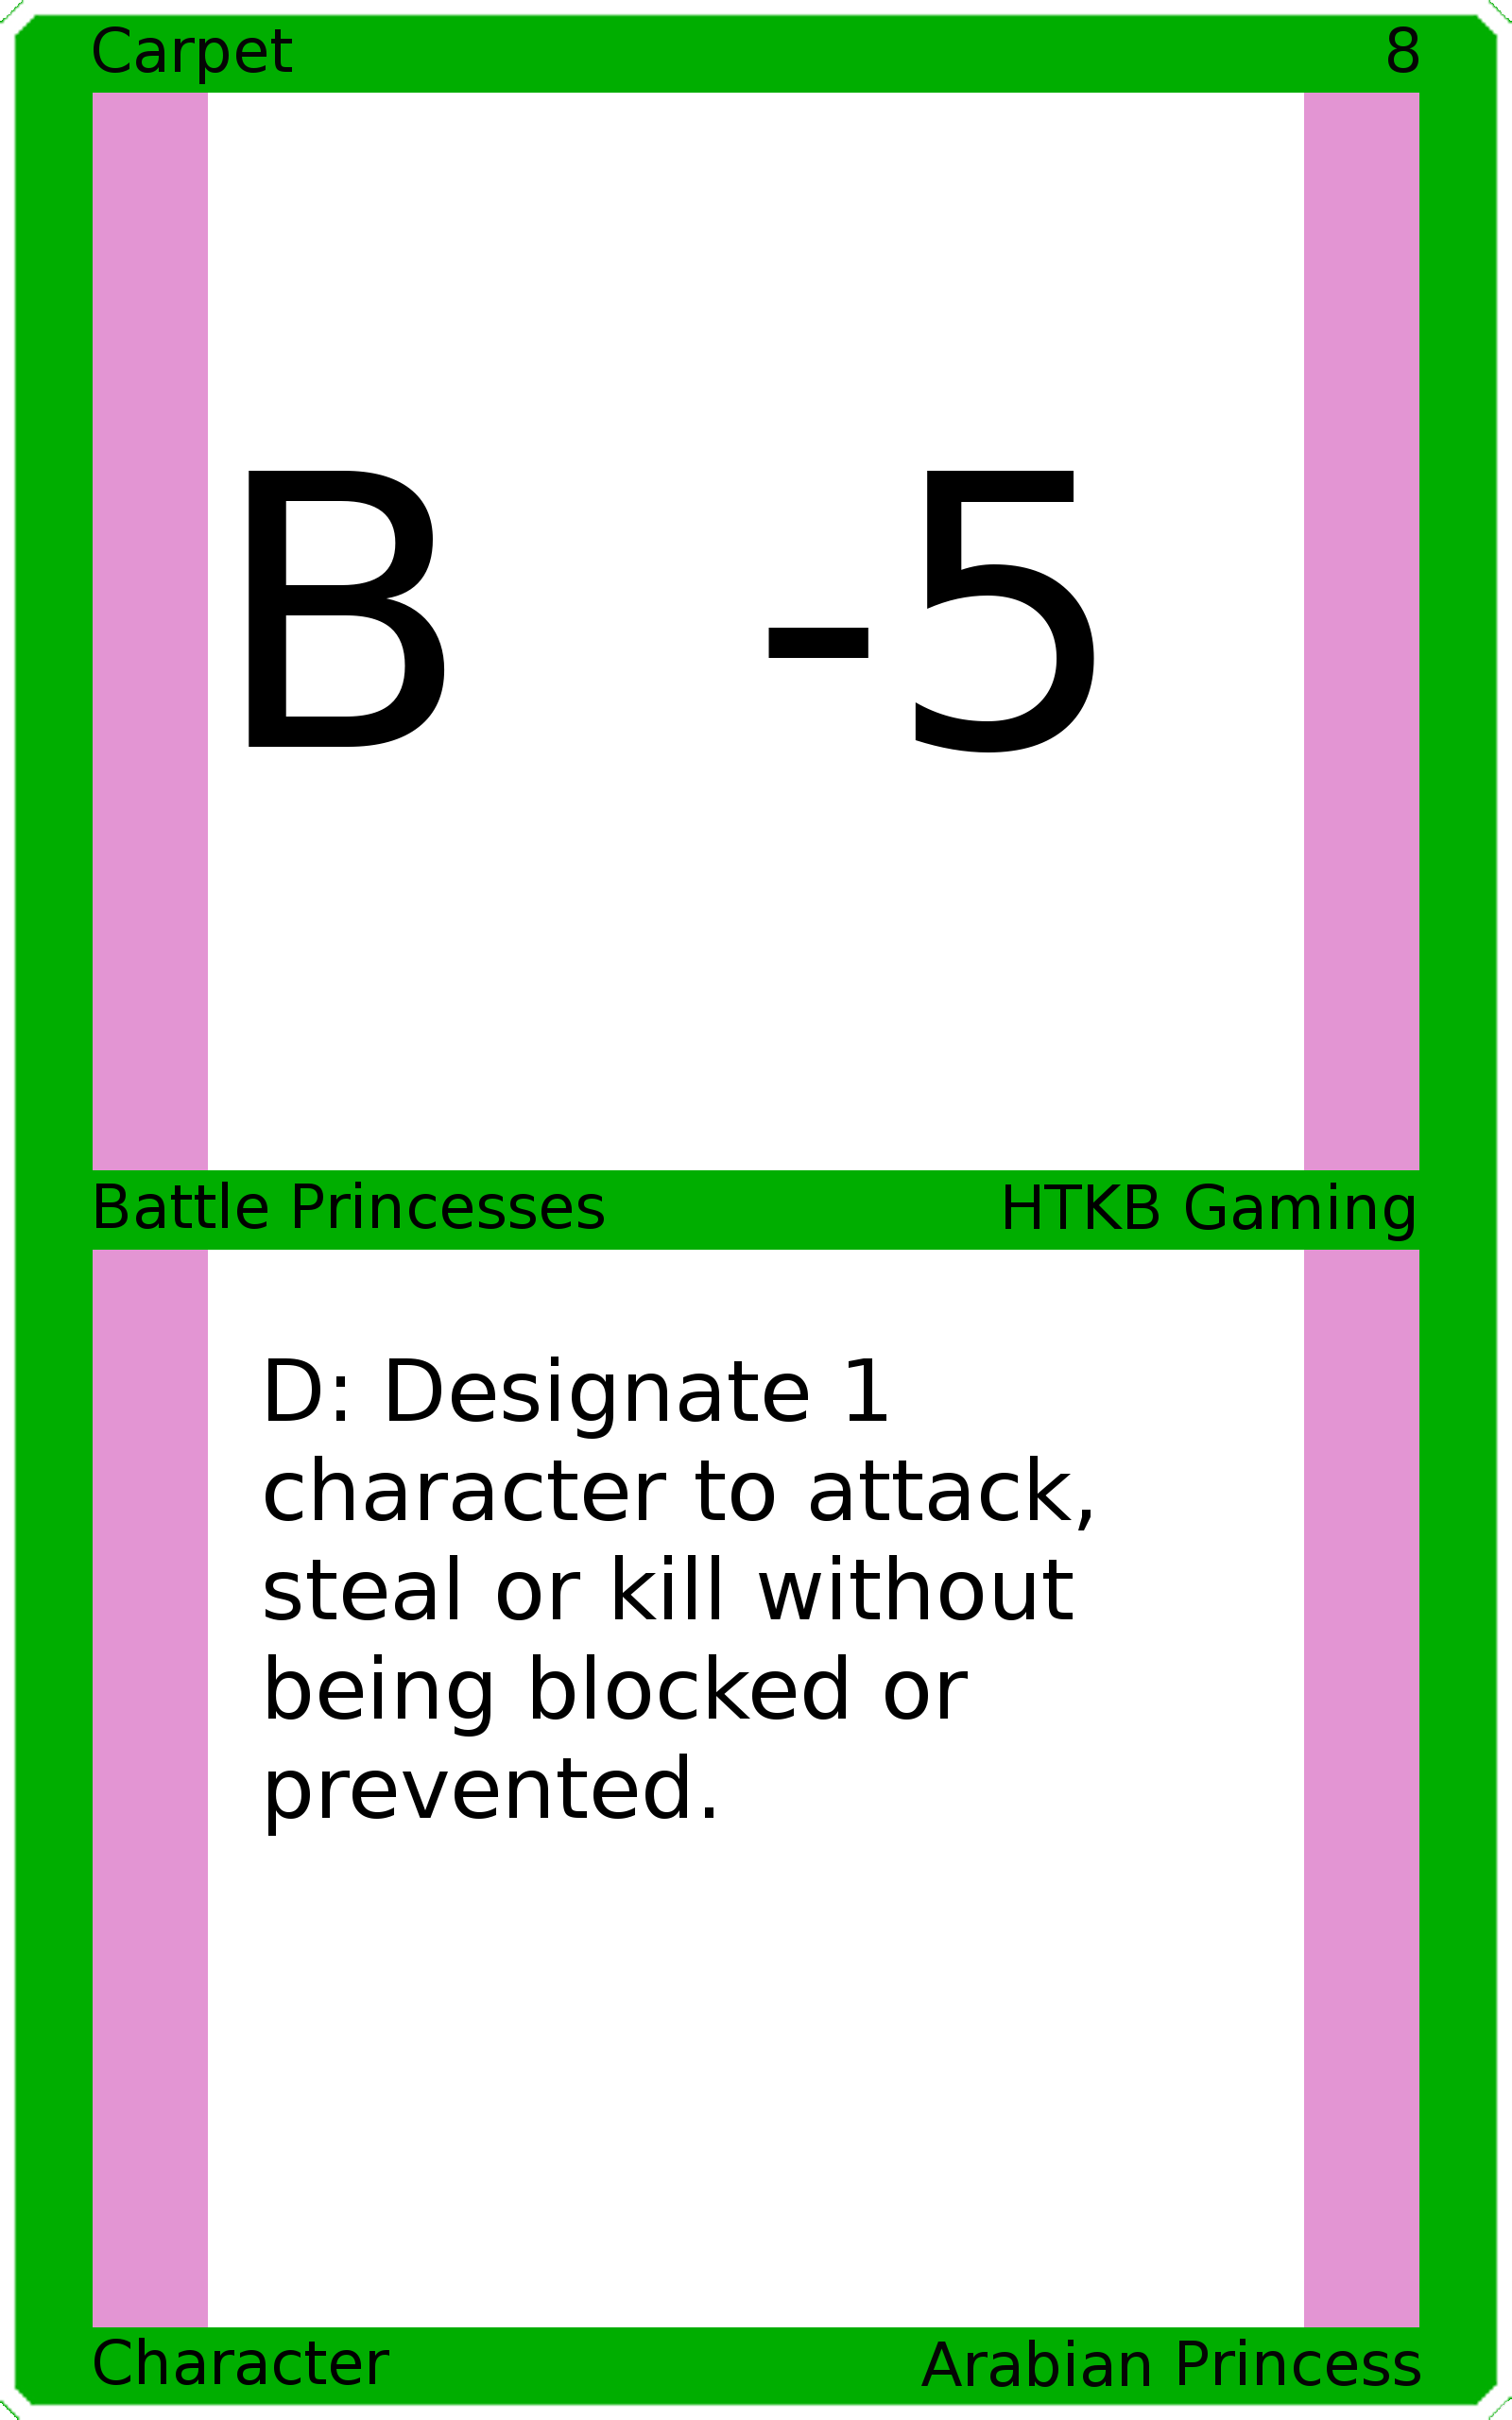 Carpet 8
B -5
Battle Princesses HTKB Gaming
D: Designate 1
character to attack,
steal or kill without
being blocked or
prevented.
Character Arabian Princess